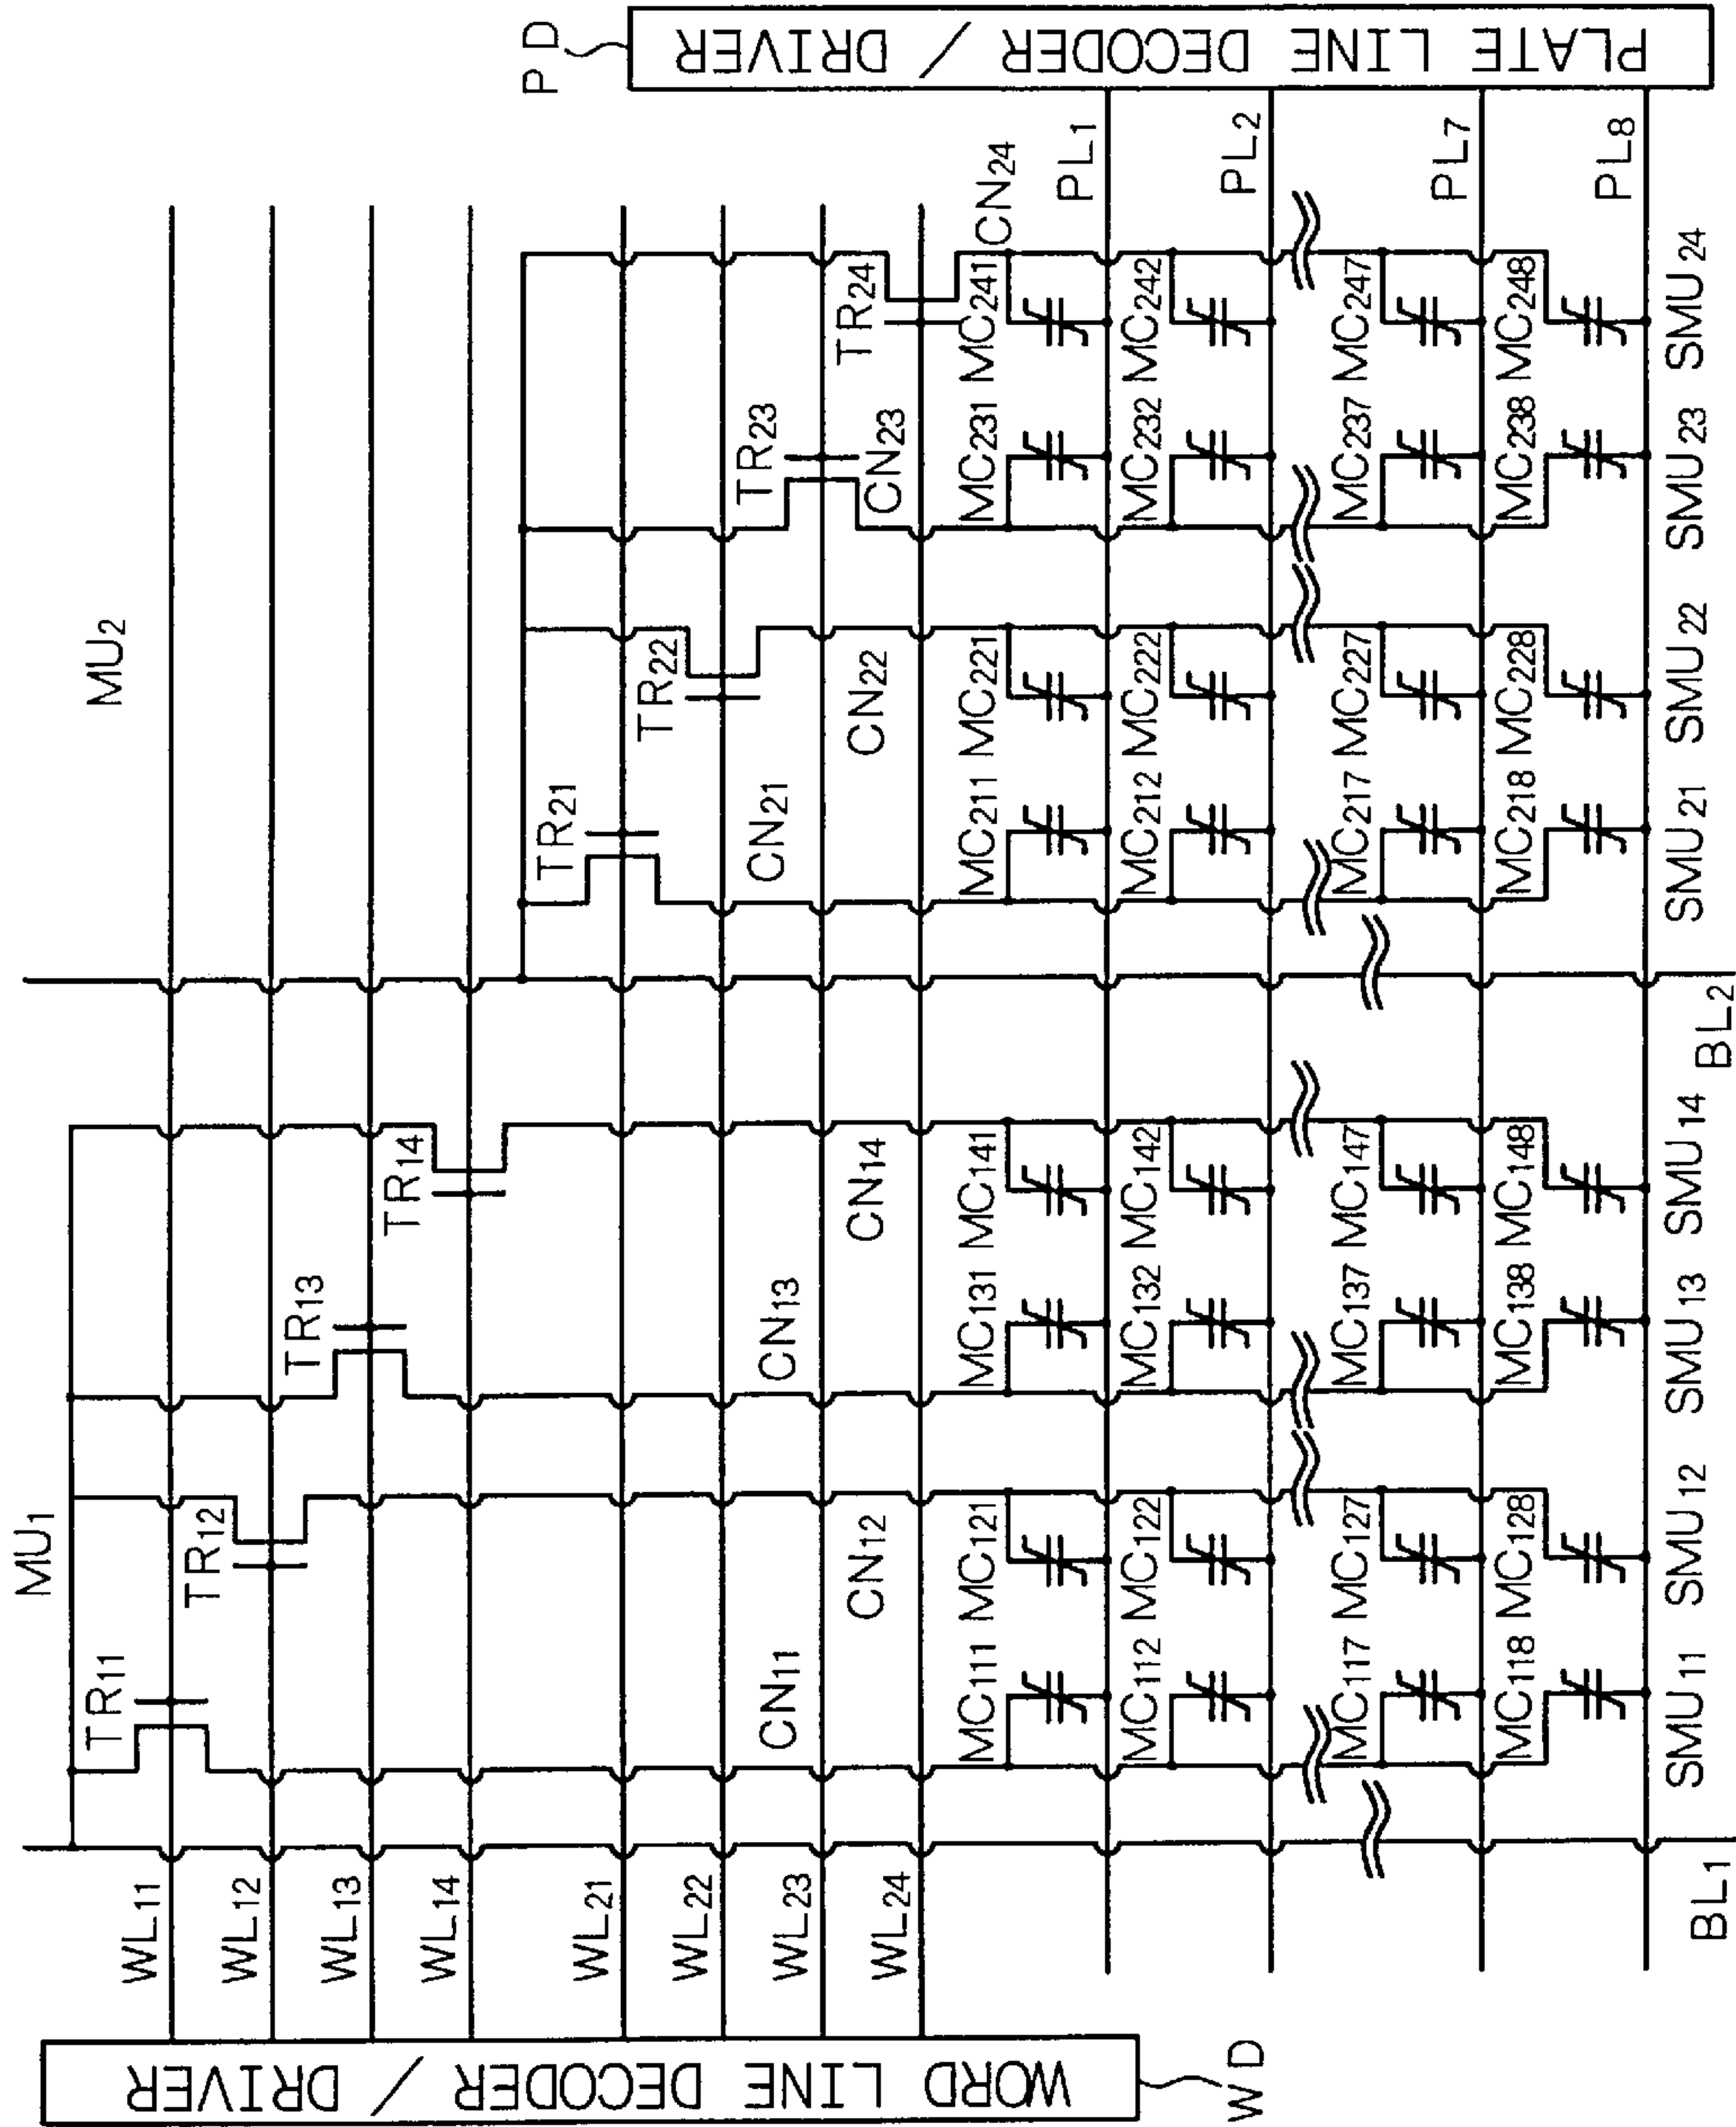 MU1
MU2
WORD LINE DECODER / DRIVER
WD
WL11
WL12
WL13
WL14
WL21
WL22
WL23
WL24
TR11
TR12
TR13
TR14
TR21
TR22
TR23
TR24
CN11
CN12
CN13
CN14
CN21
CN22
CN23
CN24
PD
PLATE LINE DECODER / DRIVER
MC111 MC121 MC131 MC141 MC211 MC221 MC231 MC241
PL1
MC112 MC122 MC132 MC142 MC212 MC222 MC232 MC242
PL2
MC117 MC127 MC137 MC147 MC217 MC227 MC237 MC247
PL7
MC118 MC128 MC138 MC148 MC218 MC228 MC238 MC248
PL8
BL1 SMU11 SMU12 SMU13 SMU14 BL2 SMU21 SMU22 SMU23 SMU24